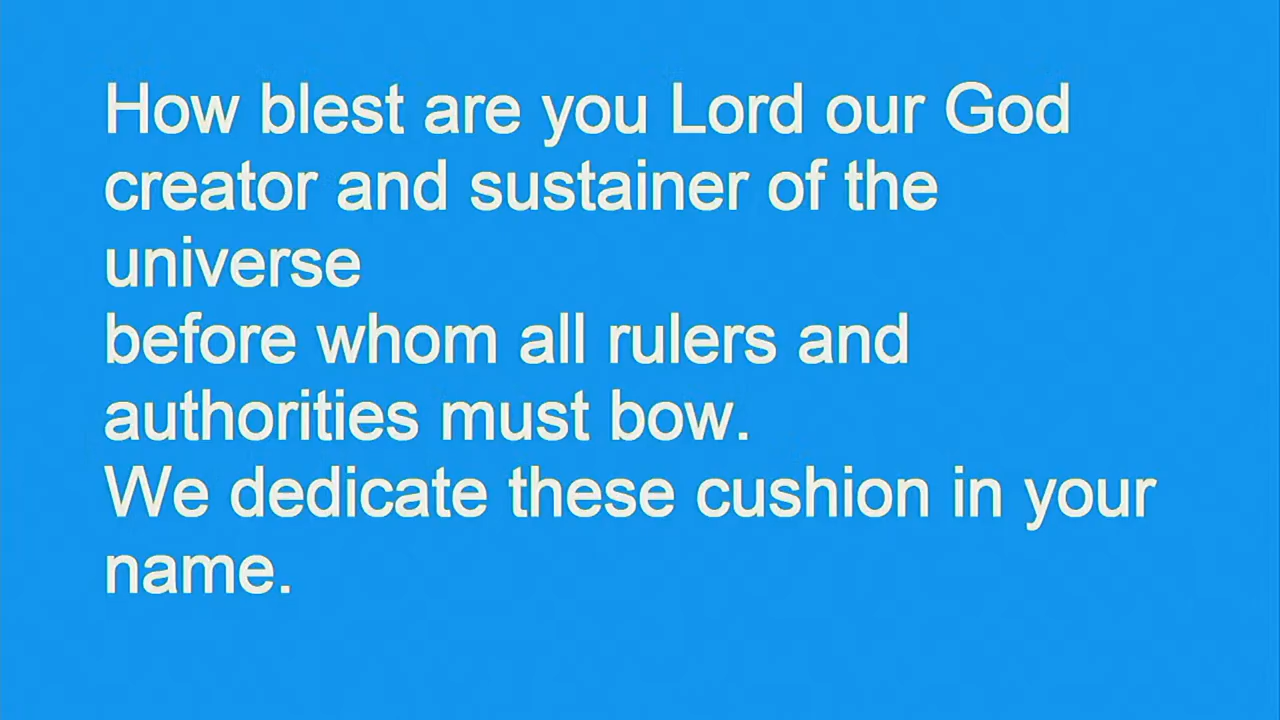 How blest are you Lord our God
creator and sustainer of the
universe
before whom all rulers and
authorities must bow.
We dedicate these cushion in your
name.